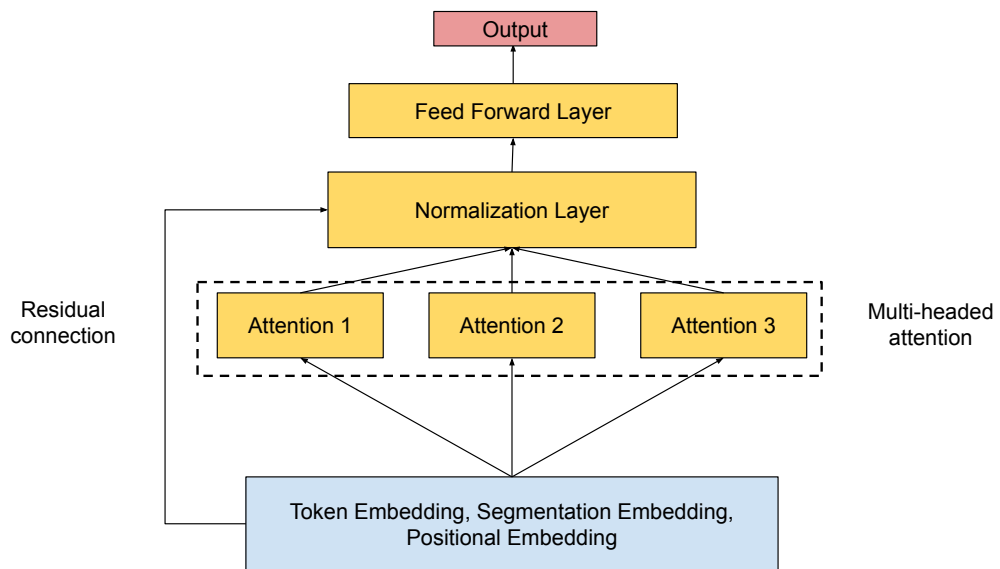 Output
Feed Forward Layer
Normalization Layer
Residual
connection
Attention 1
Attention 2
Attention 3
Multi-headed
attention
Token Embedding, Segmentation Embedding,
Positional Embedding